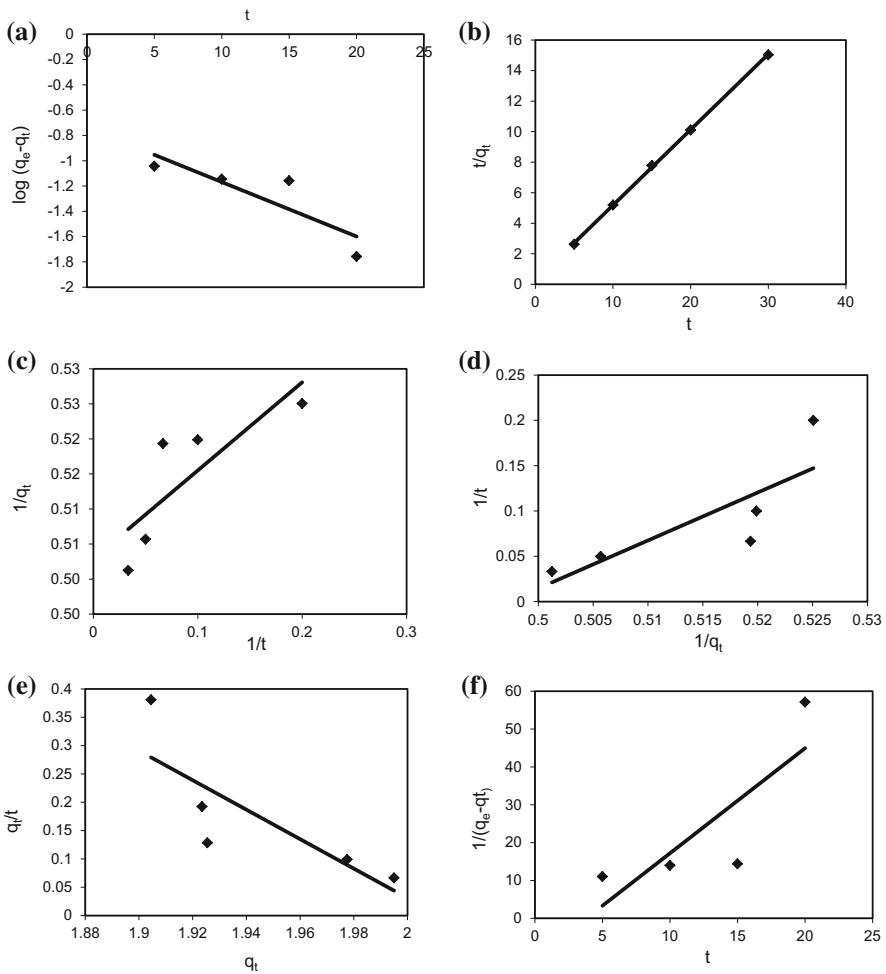 (a)
t
0 5 10 15 20 25
0
-0.2
-0.4
-0.6
-0.8
-1
-1.2
-1.4
-1.6
-1.8
-2
log (qe-qt)
(b)
16
14
12
10
8
6
4
2
0
t/qt
0 10 20 30 40
t
(c)
0.53
0.53
0.52
0.52
0.51
0.51
0.50
0.50
1/qt
0 0.1 0.2 0.3
1/t
(d)
0.25
0.2
0.15
0.1
0.05
0
1/t
0.5 0.505 0.51 0.515 0.52 0.525 0.53
1/qt
(e)
0.4
0.35
0.3
0.25
0.2
0.15
0.1
0.05
0
qt/t
1.88 1.9 1.92 1.94 1.96 1.98 2
qt
(f)
60
50
40
30
20
10
0
1/(qe-qt)
0 5 10 15 20 25
t